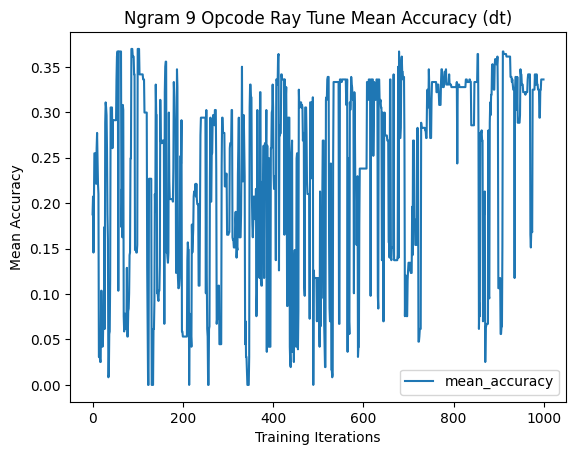 Ngram 9 Opcode Ray Tune Mean Accuracy (dt)
Mean Accuracy
0.35
0.30
0.25
0.20
0.15
0.10
0.05
0.00
mean_accuracy
0 200 400 600 800 1000
Training Iterations